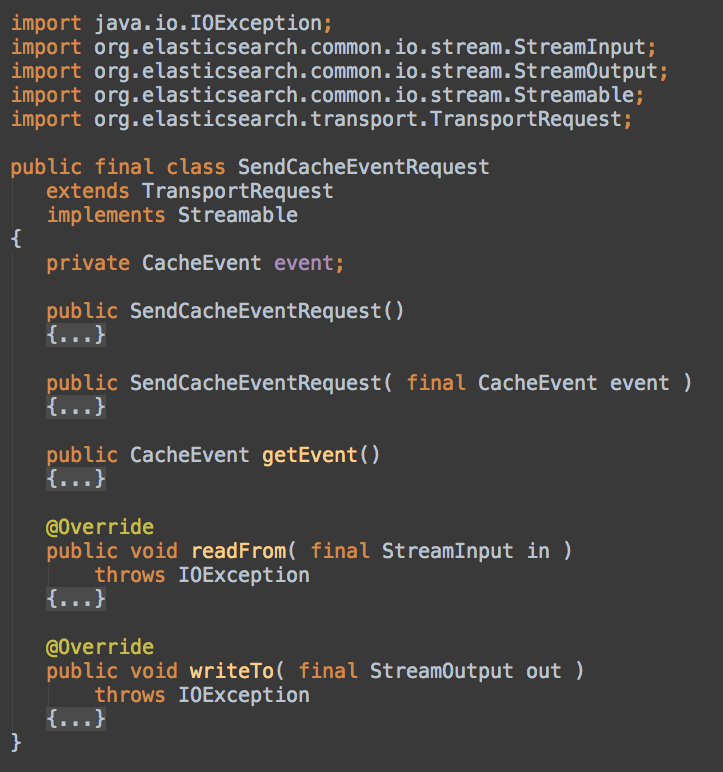 import java.io.IOException;
import org.elasticsearch.common.io.stream.StreamInput;
import org.elasticsearch.common.io.stream.StreamOutput;
import org.elasticsearch.common.io.stream.Streamable;
import org.elasticsearch.transport.TransportRequest;

public final class SendCacheEventRequest
   extends TransportRequest
   implements Streamable
{
   private CacheEvent event;

   public SendCacheEventRequest()
   {...}

   public SendCacheEventRequest( final CacheEvent event )
   {...}

   public CacheEvent getEvent()
   {...}

   @Override
   public void readFrom( final StreamInput in )
       throws IOException
   {...}

   @Override
   public void writeTo( final StreamOutput out )
       throws IOException
   {...}
}